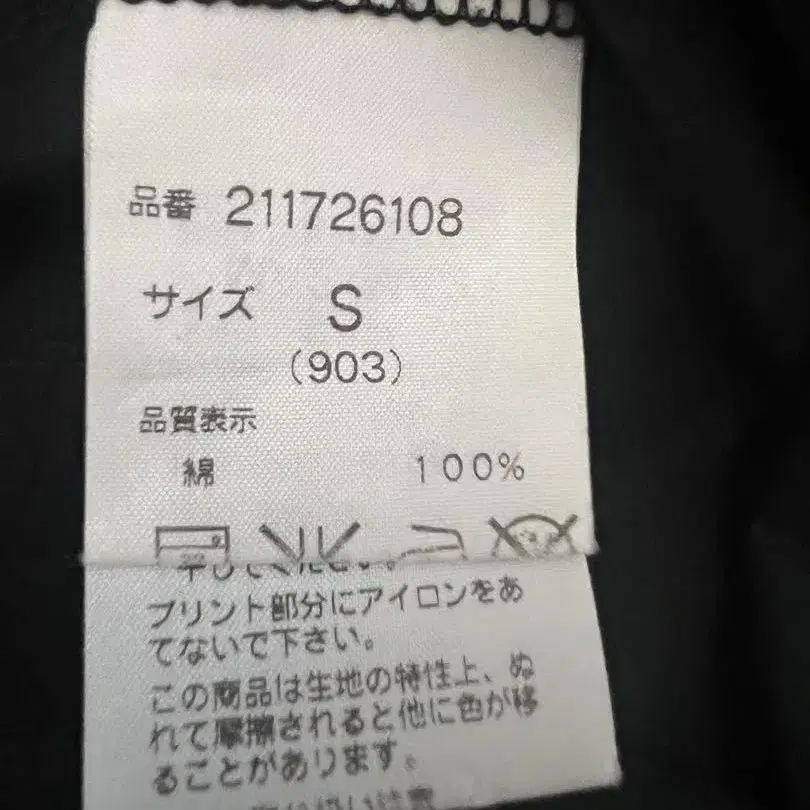 品番 211726108
サイズ S
(903)
品質表示
綿 100%
プリント部分にアイロンをあ
てないで下さい。
この商品は生地の特性上、ぬ
れて摩擦されると他に色が移
ることがあります。